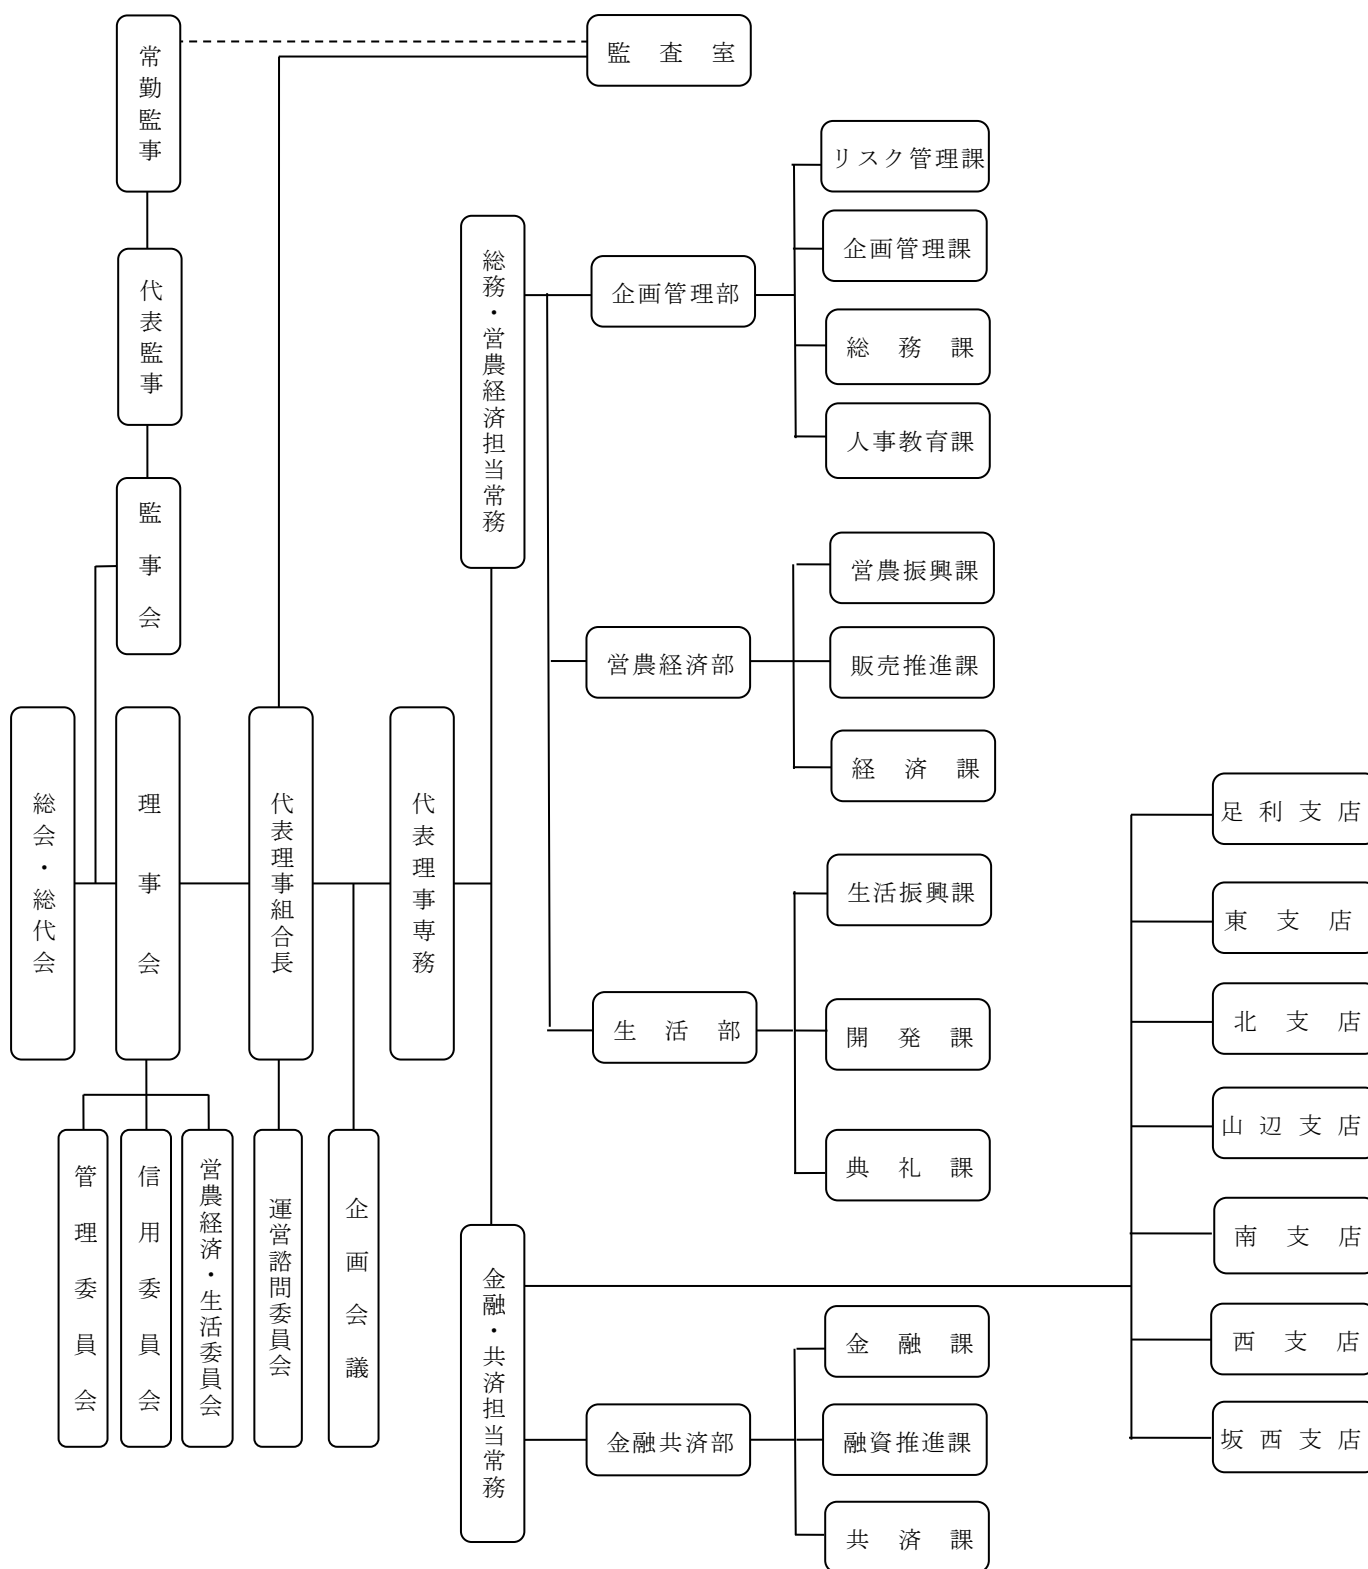 常勤監事
代表監事
監事会
総会・総代会
理事会
管理委員会
信用委員会
営農経済・生活委員会
代表理事組合長
運営諮問委員会
企画会議
代表理事専務
監査室
総務・営農経済担当常務
企画管理部
リスク管理課
企画管理課
総務課
人事教育課
営農経済部
営農振興課
販売推進課
経済課
生活部
生活振興課
開発課
典礼課
金融・共済担当常務
金融共済部
金融課
融資推進課
共済課
足利支店
東支店
北支店
山辺支店
南支店
西支店
坂西支店